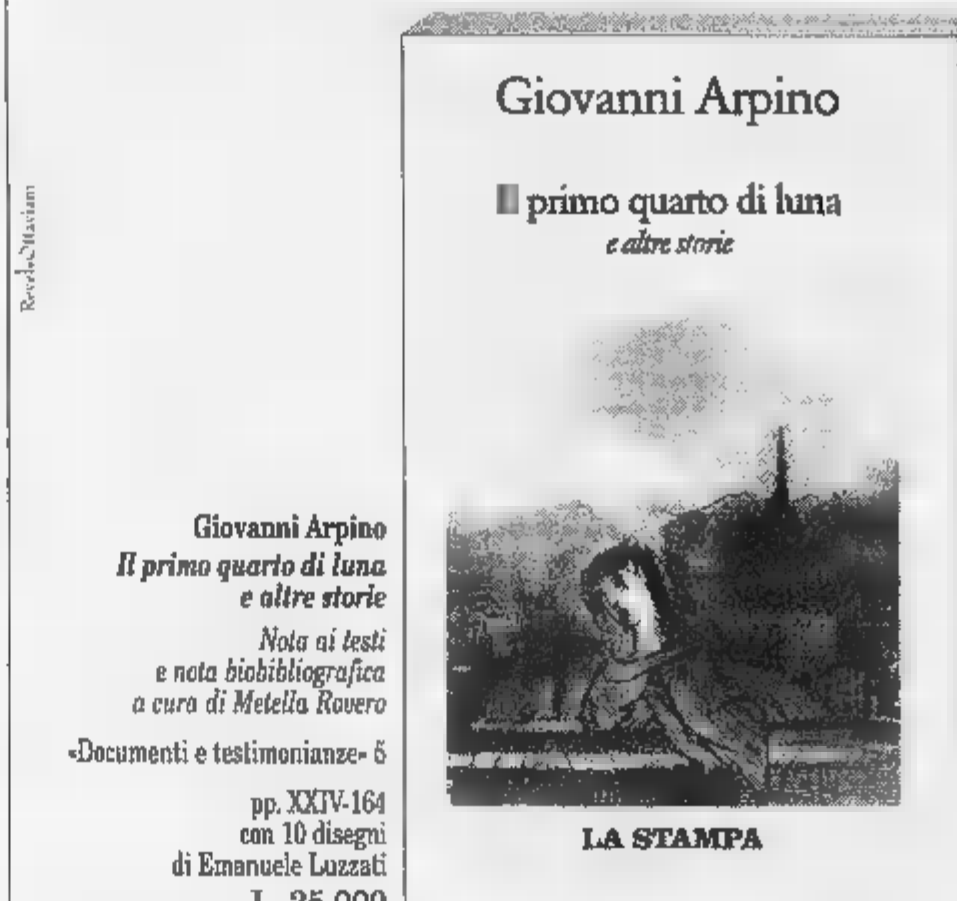 Giovanni Arpino
primo quarto di luna
e altre storie
Giovanni Arpino
Il primo quarto di luna
e altre storie
Nota ai testi
e nota biobibliografica
a cura di Metella Rovero
«Documenti e testimonianze» 6
pp. XXIV-164
con 10 disegni
di Emanuele Luzzati
LA STAMPA